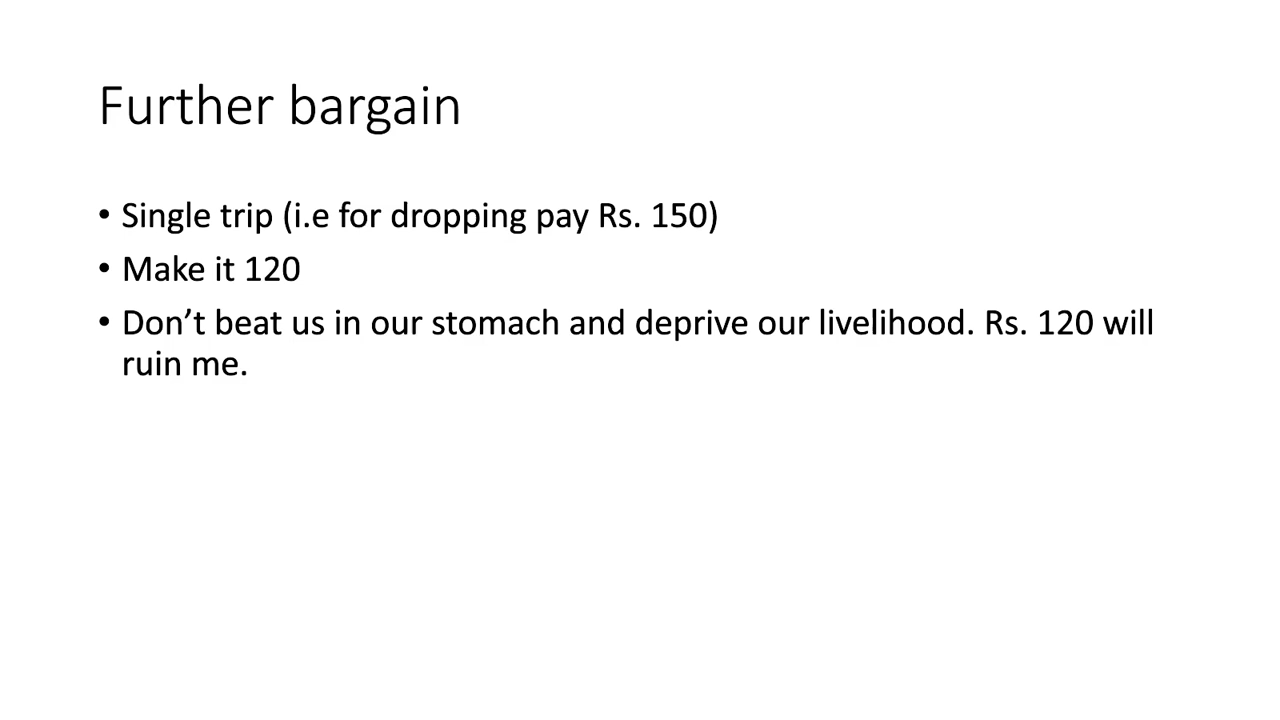 Further bargain
• Single trip (i.e for dropping pay Rs. 150)
• Make it 120
• Don’t beat us in our stomach and deprive our livelihood. Rs. 120 will
ruin me.